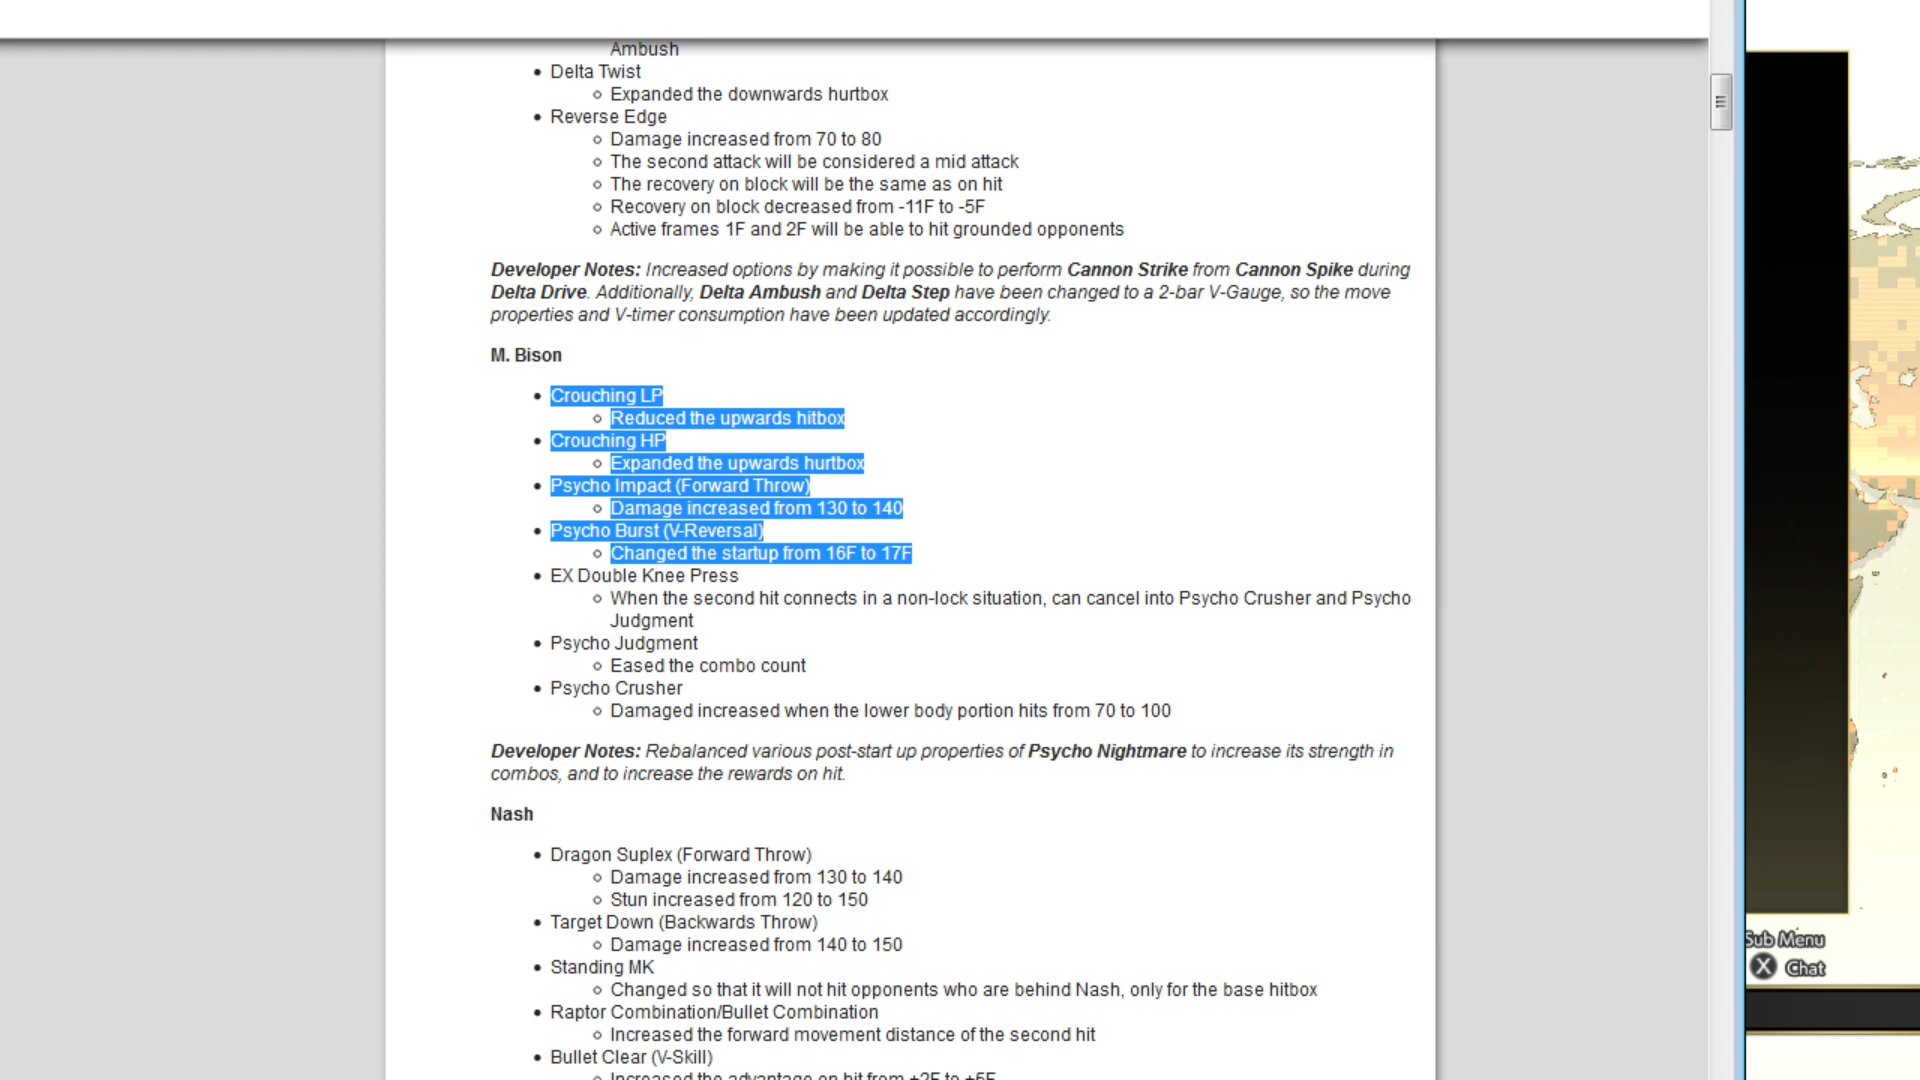 Ambush
• Delta Twist
○ Expanded the downwards hurtbox
• Reverse Edge
○ Damage increased from 70 to 80
○ The second attack will be considered a mid attack
○ The recovery on block will be the same as on hit
○ Recovery on block decreased from -11F to -5F
○ Active frames 1F and 2F will be able to hit grounded opponents
Developer Notes: Increased options by making it possible to perform Cannon Strike from Cannon Spike during
Delta Drive. Additionally, Delta Ambush and Delta Step have been changed to a 2-bar V-Gauge, so the move
properties and V-timer consumption have been updated accordingly.
M. Bison
• Crouching LP
○ Reduced the upwards hitbox
• Crouching HP
○ Expanded the upwards hurtbox
• Psycho Impact (Forward Throw)
○ Damage increased from 130 to 140
• Psycho Burst (V-Reversal)
○ Changed the startup from 16F to 17F
• EX Double Knee Press
○ When the second hit connects in a non-lock situation, can cancel into Psycho Crusher and Psycho
Judgment
• Psycho Judgment
○ Eased the combo count
• Psycho Crusher
○ Damaged increased when the lower body portion hits from 70 to 100
Developer Notes: Rebalanced various post-start up properties of Psycho Nightmare to increase its strength in
combos, and to increase the rewards on hit.
Nash
• Dragon Suplex (Forward Throw)
○ Damage increased from 130 to 140
○ Stun increased from 120 to 150
• Target Down (Backwards Throw)
○ Damage increased from 140 to 150
• Standing MK
○ Changed so that it will not hit opponents who are behind Nash, only for the base hitbox
• Raptor Combination/Bullet Combination
○ Increased the forward movement distance of the second hit
• Bullet Clear (V-Skill)
○ Increased the advantage on hit from +2F to +5F
Sub Menu
X Chat